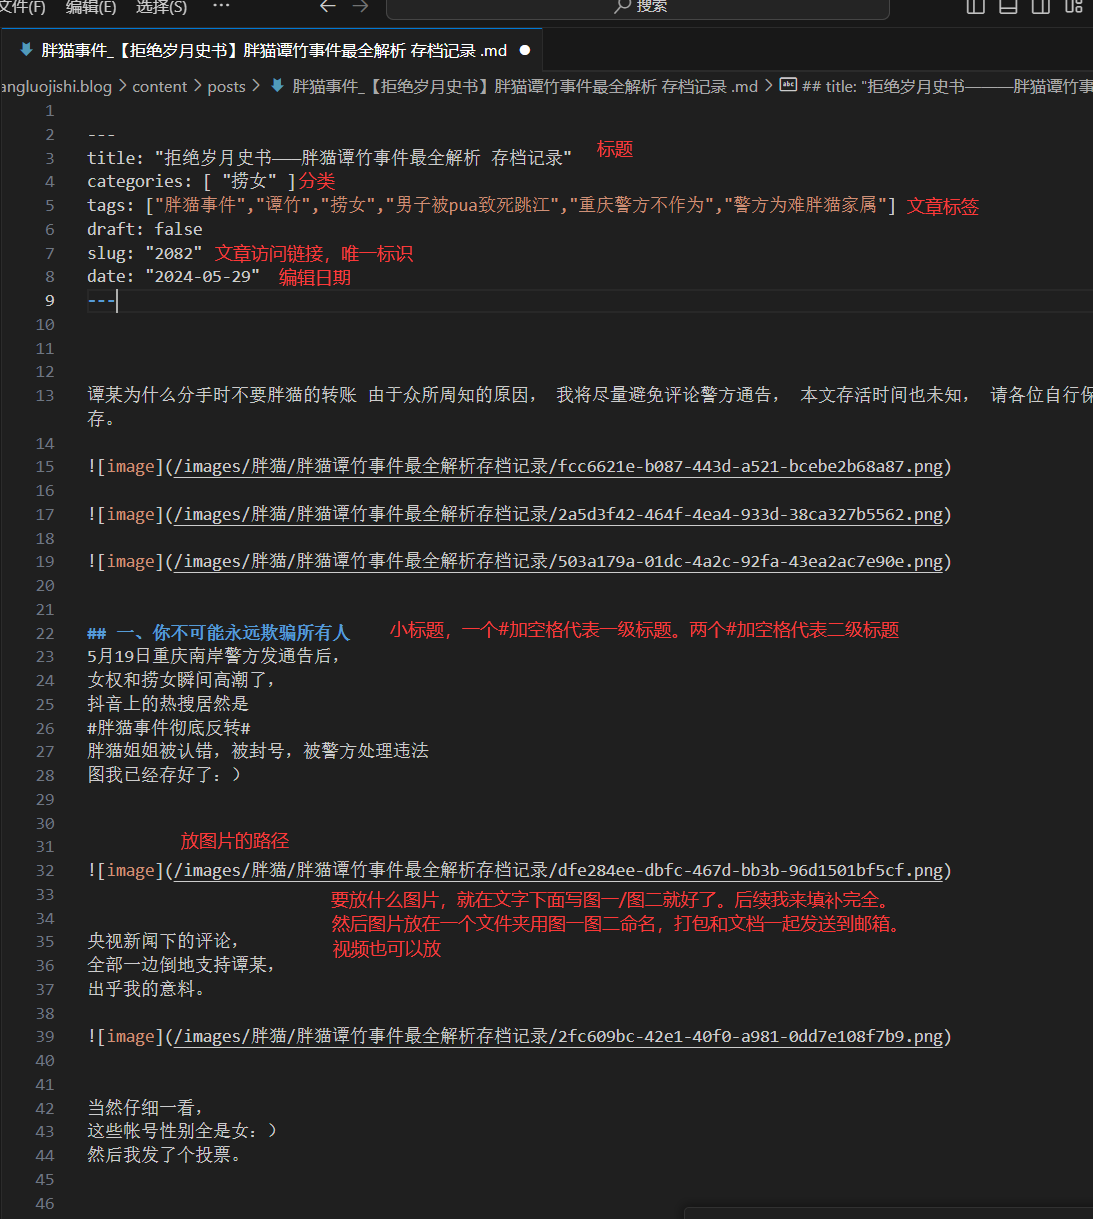 文件(F) 编辑(E) 选择(S) ··· 搜索
胖猫事件_【拒绝岁月史书】胖猫谭竹事件最全解析 存档记录 .md
angluojishi.blog > content > posts > 胖猫事件_【拒绝岁月史书】胖猫谭竹事件最全解析 存档记录 .md > ## title: "拒绝岁月史书———胖猫谭竹事
1
2 ---
3 title: "拒绝岁月史书———胖猫谭竹事件最全解析 存档记录" 标题
4 categories: [ "捞女" ] 分类
5 tags: ["胖猫事件","谭竹","捞女","男子被pua致死跳江","重庆警方不作为","警方为难胖猫家属"] 文章标签
6 draft: false
7 slug: "2082" 文章访问链接，唯一标识
8 date: "2024-05-29" 编辑日期
9 ---
10
11
12
13 谭某为什么分手时不要胖猫的转账 由于众所周知的原因， 我将尽量避免评论警方通告， 本文存活时间也未知， 请各位自行保
存。
14
15 ![image](/images/胖猫/胖猫谭竹事件最全解析存档记录/fcc6621e-b087-443d-a521-bcebe2b68a87.png)
16
17 ![image](/images/胖猫/胖猫谭竹事件最全解析存档记录/2a5d3f42-464f-4ea4-933d-38ca327b5562.png)
18
19 ![image](/images/胖猫/胖猫谭竹事件最全解析存档记录/503a179a-01dc-4a2c-92fa-43ea2ac7e90e.png)
20
21
22 ## 一、你不可能永远欺骗所有人 小标题，一个#加空格代表一级标题。两个#加空格代表二级标题
23 5月19日重庆南岸警方发通告后，
24 女权和捞女瞬间高潮了，
25 抖音上的热搜居然是
26 #胖猫事件彻底反转#
27 胖猫姐姐被认错，被封号，被警方处理违法
28 图我已经存好了：）
29
30
31 放图片的路径
32 ![image](/images/胖猫/胖猫谭竹事件最全解析存档记录/dfe284ee-dbfc-467d-bb3b-96d1501bf5cf.png)
33 要放什么图片，就在文字下面写图一/图二就好了。后续我来填补完全。
34 然后图片放在一个文件夹用图一图二命名，打包和文档一起发送到邮箱。
35 央视新闻下的评论， 视频也可以放
36 全部一边倒地支持谭某，
37 出乎我的意料。
38
39 ![image](/images/胖猫/胖猫谭竹事件最全解析存档记录/2fc609bc-42e1-40f0-a981-0dd7e108f7b9.png)
40
41
42 当然仔细一看，
43 这些帐号性别全是女：）
44 然后我发了个投票。
45
46